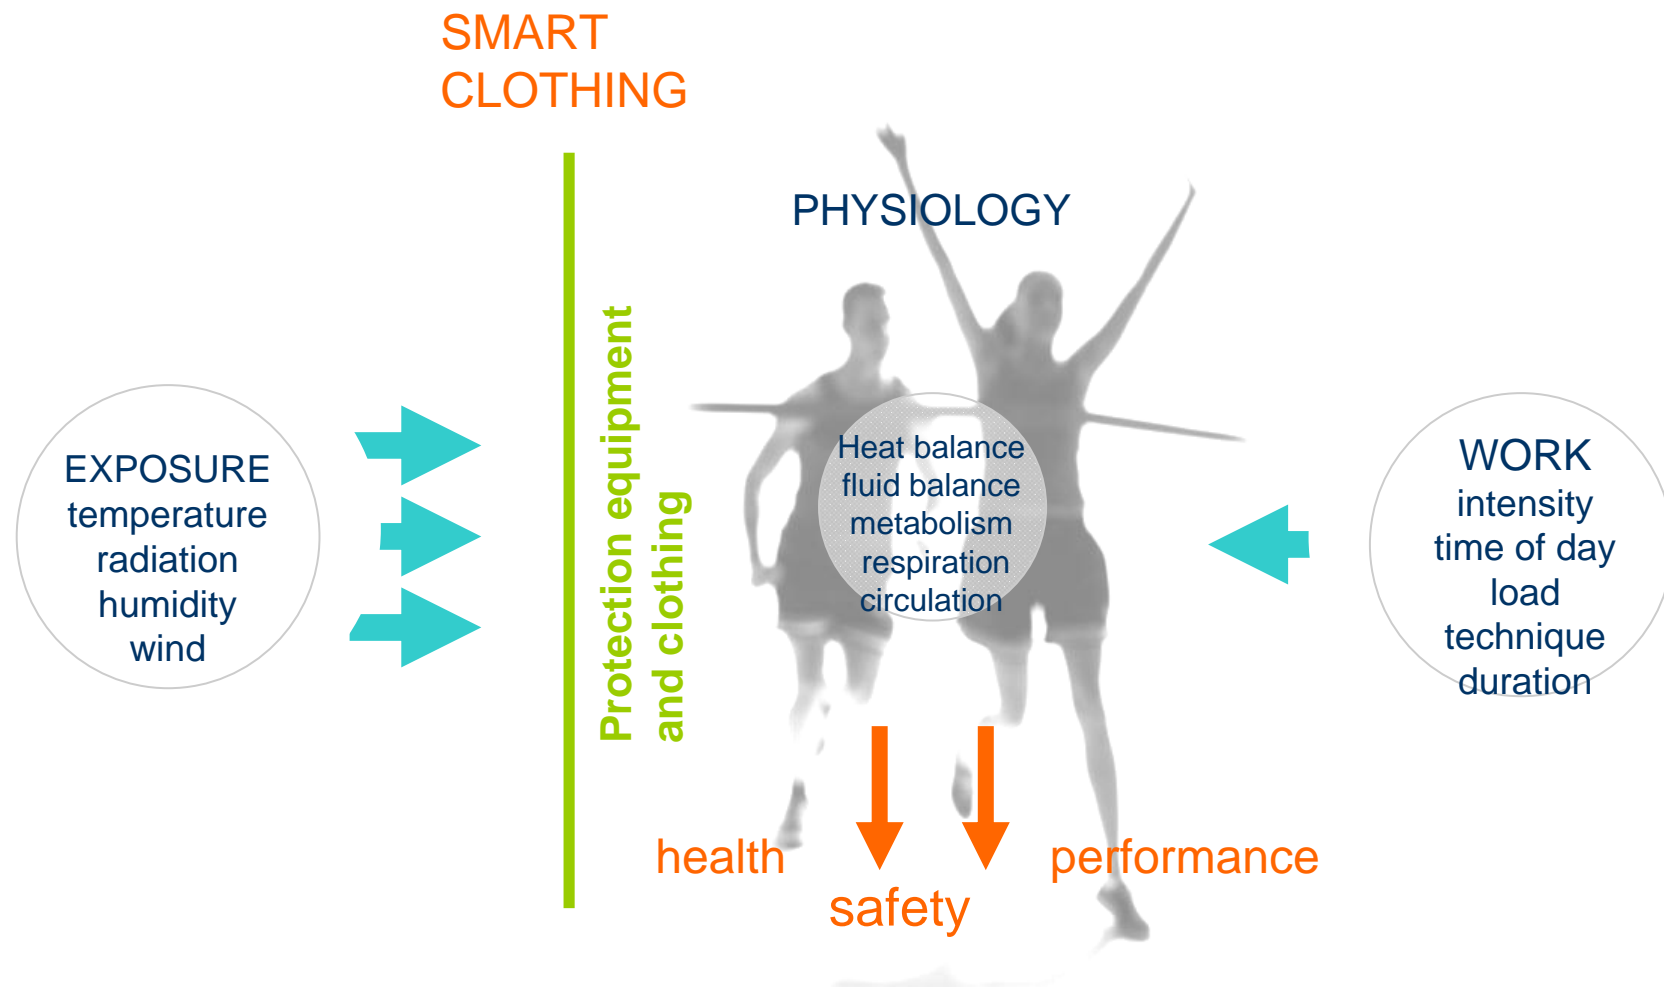 SMART
CLOTHING
PHYSIOLOGY
EXPOSURE
temperature
radiation
humidity
wind
Protection equipment
and clothing
Heat balance
fluid balance
metabolism
respiration
circulation
WORK
intensity
time of day
load
technique
duration
health
safety
performance